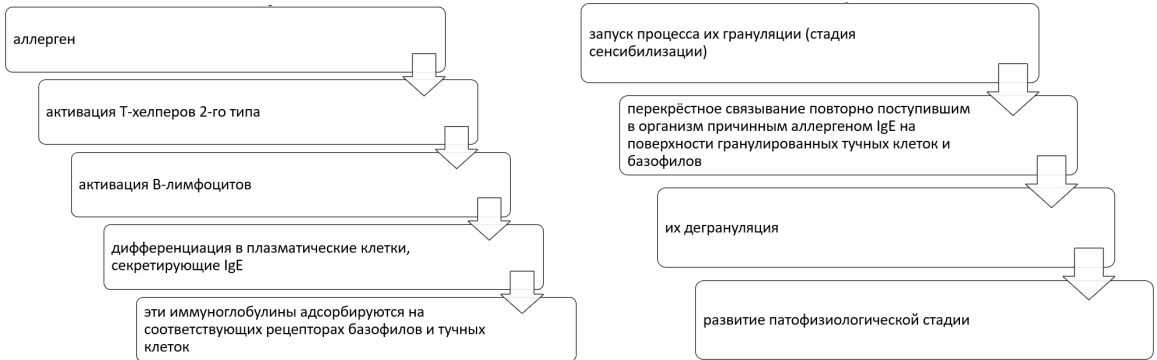 аллерген
активация Т-хелперов 2-го типа
активация В-лимфоцитов
дифференциация в плазматические клетки,
секретирующие IgE
эти иммуноглобулины адсорбируются на
соответствующих рецепторах базофилов и тучных
клеток
запуск процесса их грануляции (стадия
сенсибилизации)
перекрёстное связывание повторно поступившим
в организм причинным аллергеном IgE на
поверхности гранулированных тучных клеток и
базофилов
их дегрануляция
развитие патофизиологической стадии